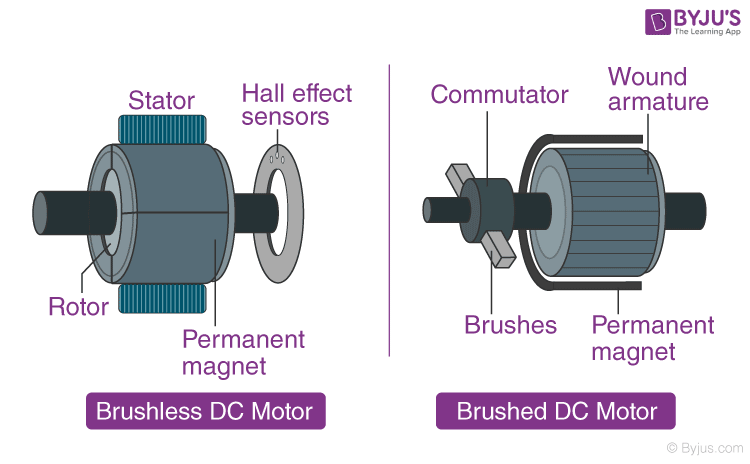 BYJU'S
The Learning App
Stator
Hall effect
sensors
Rotor
Permanent
magnet
Brushless DC Motor
Commutator
Wound
armature
Brushes
Permanent
magnet
Brushed DC Motor
© Byjus.com